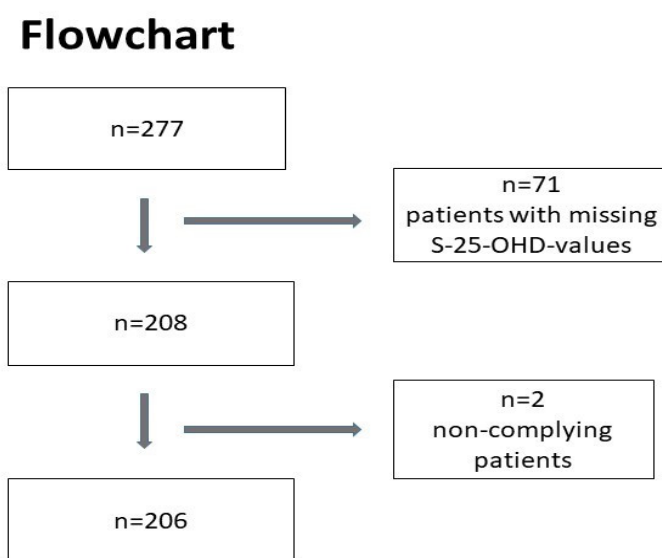 Flowchart
n=277
n=71
patients with missing
S-25-OHD-values
n=208
n=2
non-complying
patients
n=206